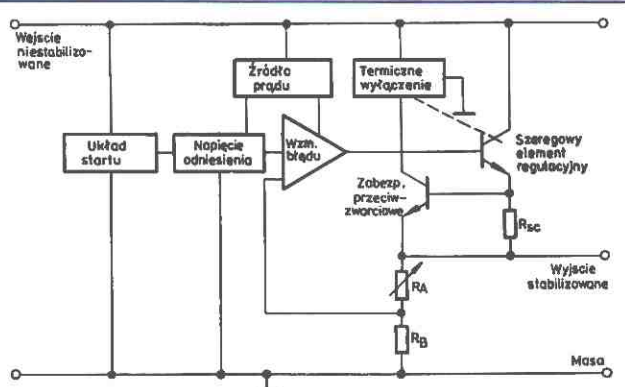 Wejście
niestabilizo-
wane
Źródła
prądu
Termiczne
wyłączenie
Układ
startu
Napięcie
odniesienia
Wzm.
błędu
Szeregowy
element
regulacyjny
Zabezp.
przeciw-
zwarciowe
RSC
Wyjście
stabilizowane
RA
RB
Masa